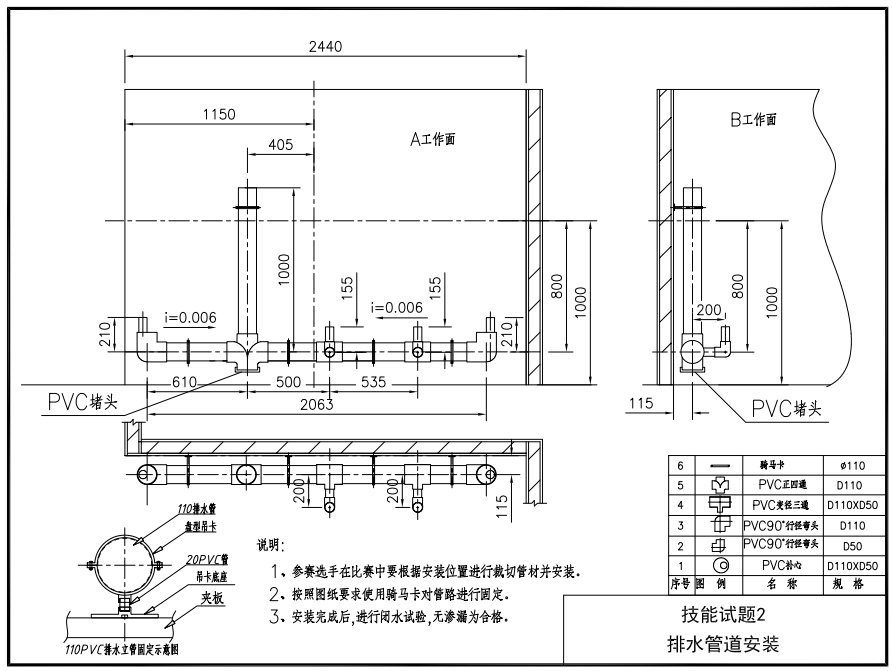 2440
1150
405
A工作面
B工作面
1000
155
155
800
1000
i=0.006
i=0.006
210
210
610
500
535
2063
PVC堵头
200
800
1000
115
PVC堵头
200
200
115
110排水管
盘型吊卡
20PVC管
吊卡底座
夹板
110PVC排水立管固定示意图
说明:
1、参赛选手在比赛中要根据安装位置进行裁切管材并安装。
2、按照图纸要求使用骑马卡对管路进行固定。
3、安装完成后,进行闭水试验,无渗漏为合格。
6 骑马卡 ø110
5 PVC正四通 D110
4 PVC变径三通 D110XD50
3 PVC90°行径弯头 D110
2 PVC90°行径弯头 D50
1 PVC补心 D110XD50
序号 图 例 名 称 规 格
技能试题2
排水管道安装